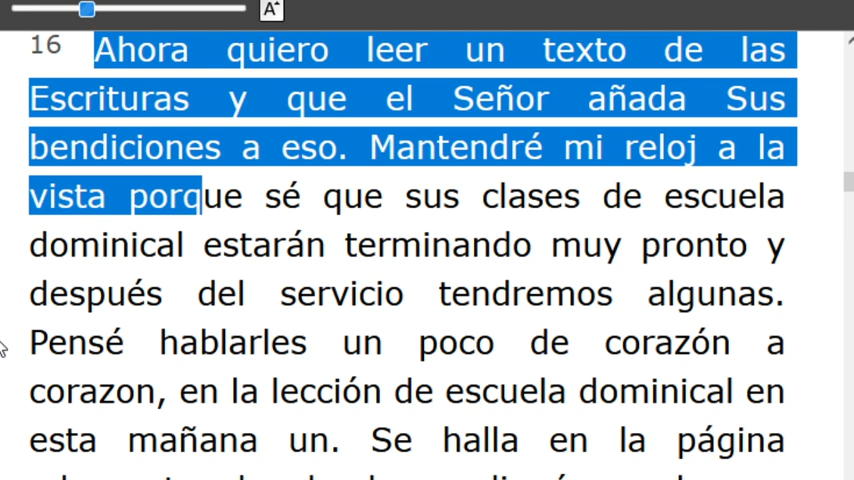 A
16 Ahora quiero leer un texto de las
Escrituras y que el Señor añada Sus
bendiciones a eso. Mantendré mi reloj a la
vista porque sé que sus clases de escuela
dominical estarán terminando muy pronto y
después del servicio tendremos algunas.
Pensé hablarles un poco de corazón a
corazon, en la lección de escuela dominical en
esta mañana un. Se halla en la página